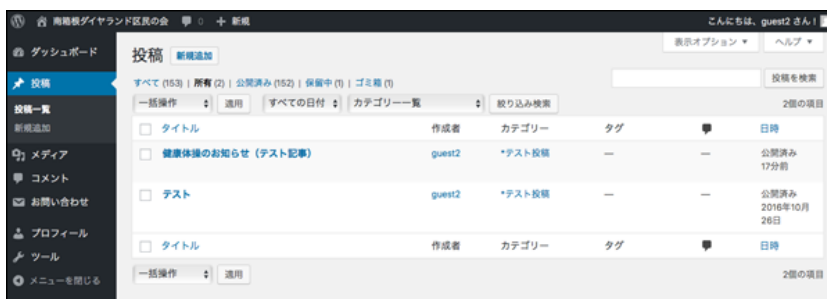 南箱根ダイヤランド区民の会 0 + 新規 こんにちは、guest2 さん!
ダッシュボード
投稿
投稿一覧
新規追加
メディア
コメント
お問い合わせ
プロフィール
ツール
メニューを閉じる
表示オプション ▼ ヘルプ ▼
投稿 新規追加
すべて (153) | 所有 (2) | 公開済み (152) | 保留中 (1) | ゴミ箱 (1)
投稿を検索
一括操作 適用 すべての日付 カテゴリー一覧 絞り込み検索 2個の項目
タイトル 作成者 カテゴリー タグ 日時
健康体操のお知らせ(テスト記事) guest2 *テスト投稿 — — 公開済み
17分前
テスト guest2 *テスト投稿 — — 公開済み
2016年10月
26日
タイトル 作成者 カテゴリー タグ 日時
一括操作 適用 2個の項目